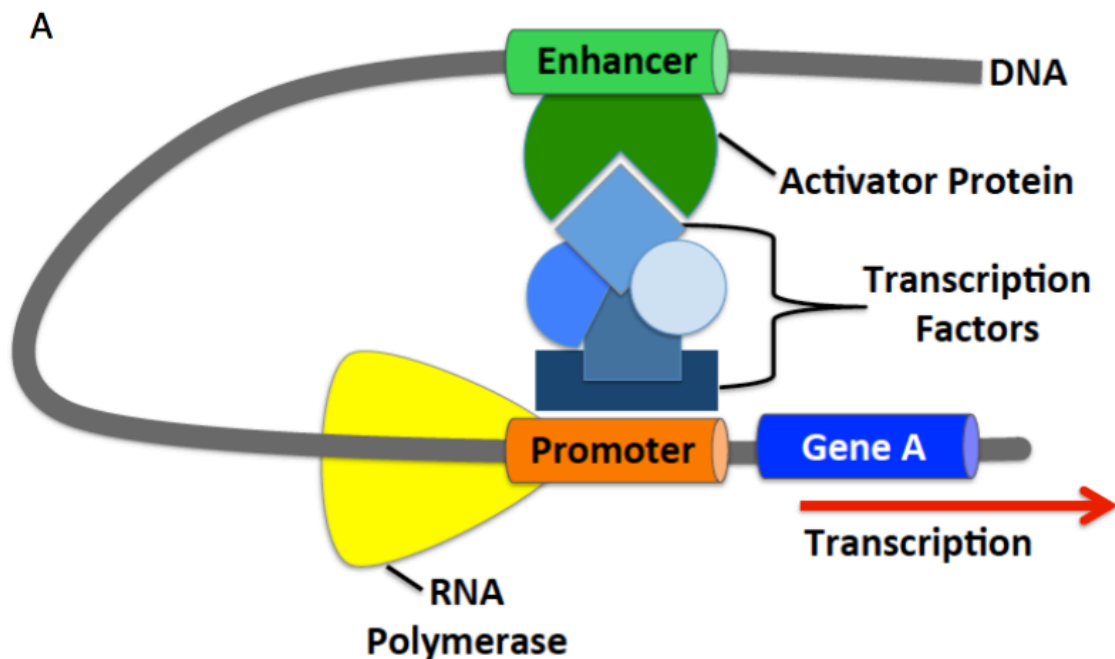 A
Enhancer
DNA
Activator Protein
Transcription
Factors
Promoter
Gene A
Transcription
RNA
Polymerase